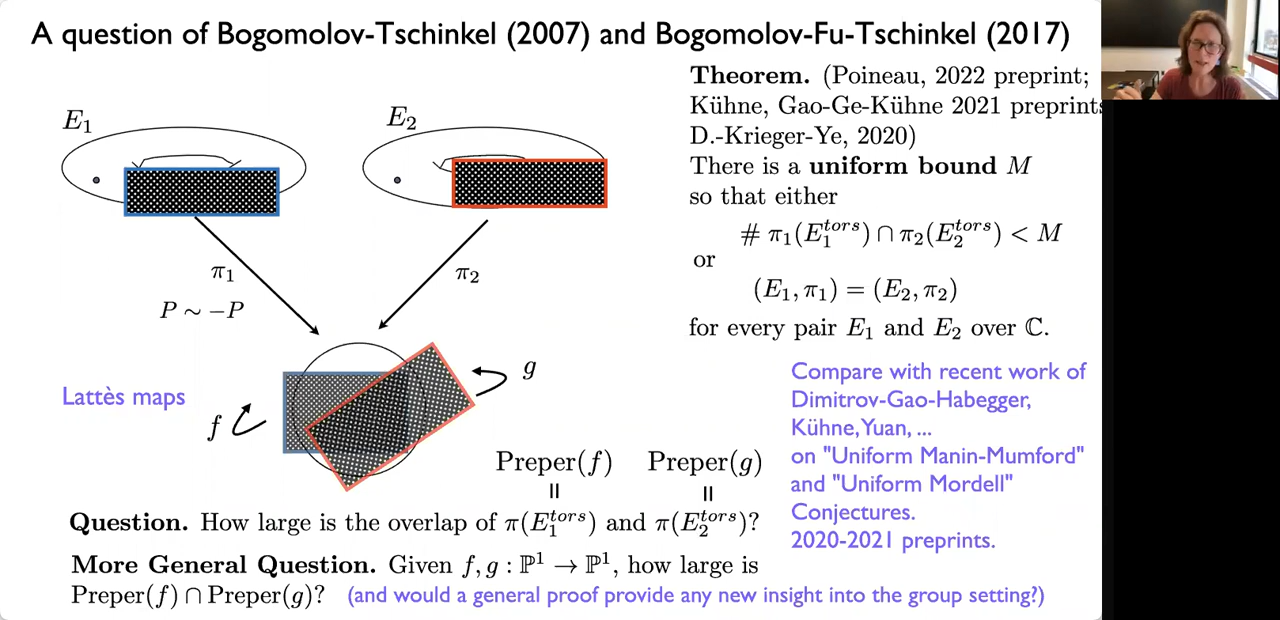 A question of Bogomolov-Tschinkel (2007) and Bogomolov-Fu-Tschinkel (2017)
E₁
E₂
π₁
π₂
P ∼ −P
Lattès maps
f
g
Theorem. (Poineau, 2022 preprint;
Kühne, Gao-Ge-Kühne 2021 preprints
D.-Krieger-Ye, 2020)
There is a uniform bound M
so that either
# π₁(E₁^{tors}) ∩ π₂(E₂^{tors}) < M
or
(E₁, π₁) = (E₂, π₂)
for every pair E₁ and E₂ over ℂ.
Compare with recent work of
Dimitrov-Gao-Habegger,
Kühne, Yuan, ...
on "Uniform Manin-Mumford"
and "Uniform Mordell"
Conjectures.
2020-2021 preprints.
Preper(f) Preper(g)
= =
Question. How large is the overlap of π(E₁^{tors}) and π(E₂^{tors})?
More General Question. Given f, g : ℙ¹ → ℙ¹, how large is
Preper(f) ∩ Preper(g)? (and would a general proof provide any new insight into the group setting?)